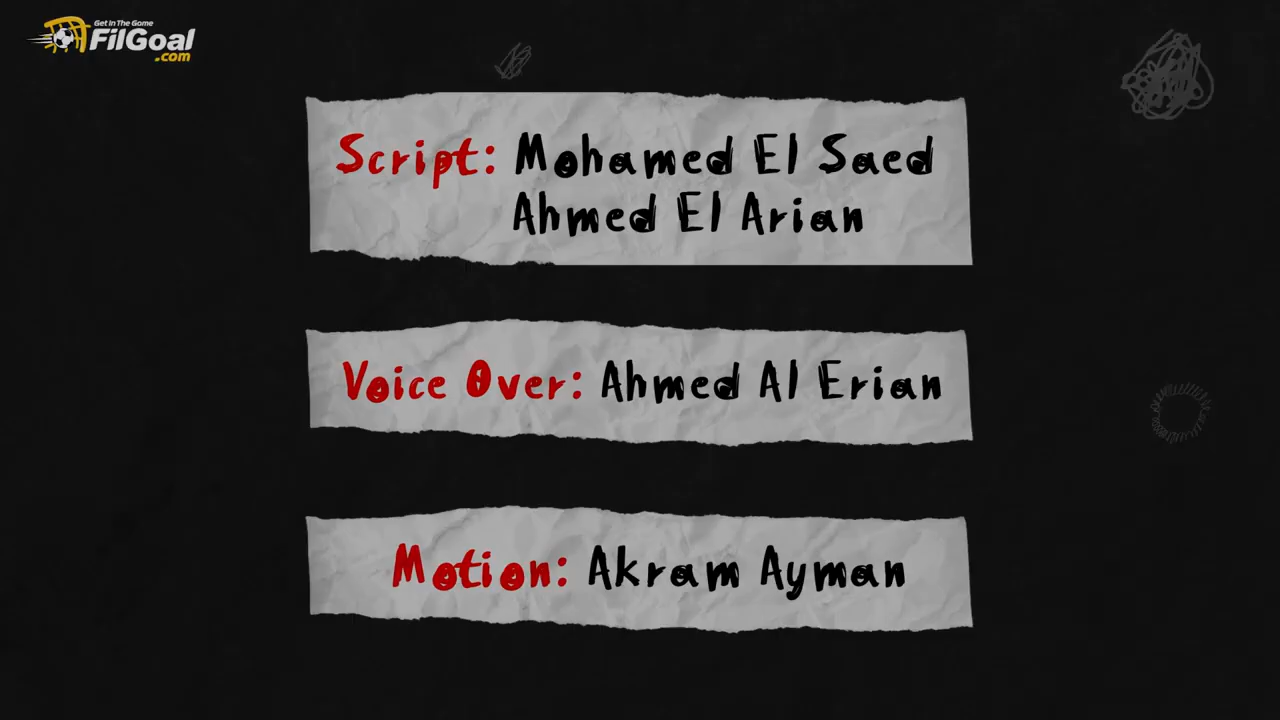 Get In The Game
FilGoal
.com
Script: Mohamed El Saed
Ahmed El Arian
Voice Over: Ahmed Al Erian
Motion: Akram Ayman